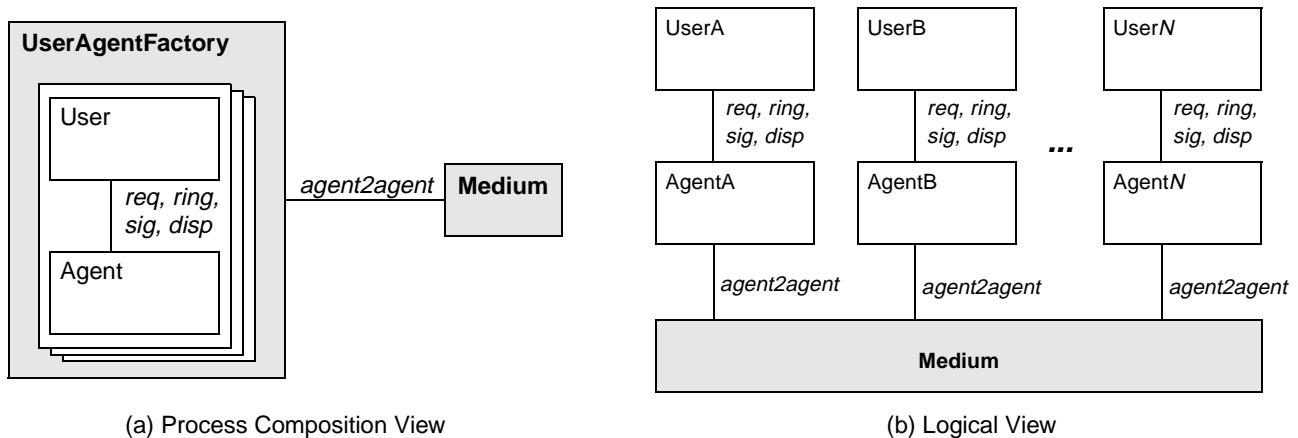 UserAgentFactory
User
req, ring,
sig, disp
Agent
agent2agent
Medium
(a) Process Composition View
UserA
UserB
UserN
req, ring,
sig, disp
req, ring,
sig, disp
...
req, ring,
sig, disp
AgentA
AgentB
AgentN
agent2agent
agent2agent
agent2agent
Medium
(b) Logical View